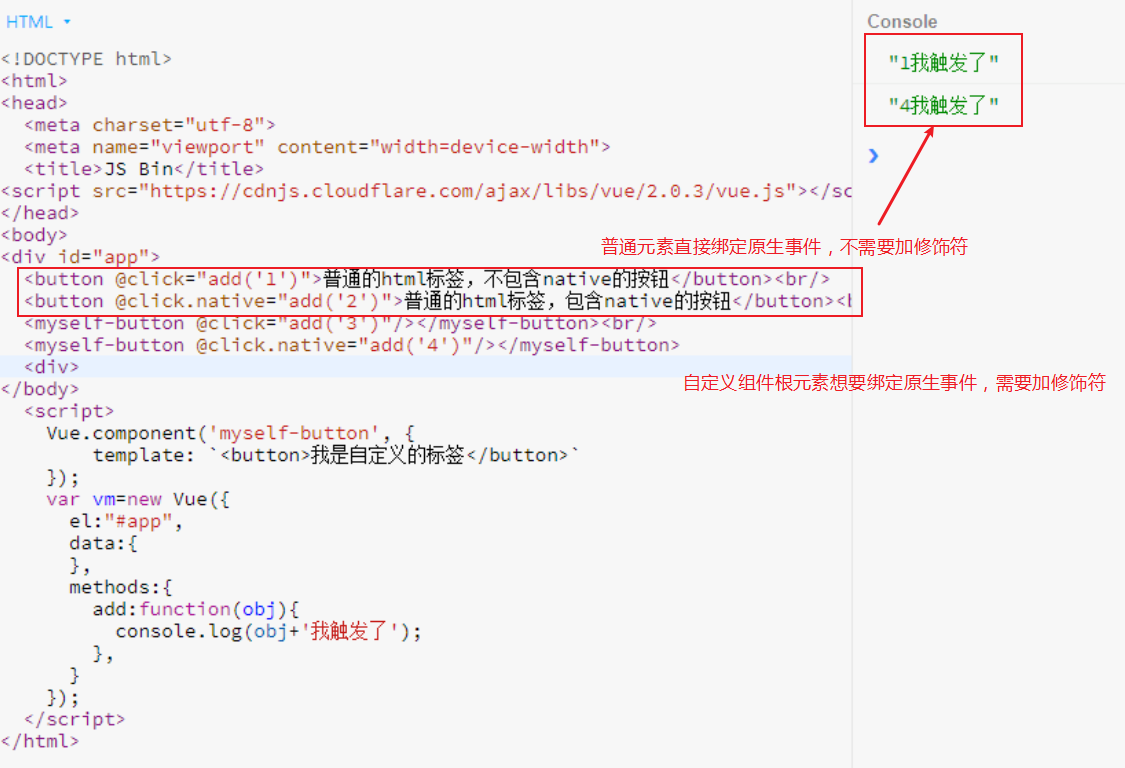 HTML
Console
<!DOCTYPE html>
<html>
<head>
<meta charset="utf-8">
<meta name="viewport" content="width=device-width">
<title>JS Bin</title>
<script src="https://cdnjs.cloudflare.com/ajax/libs/vue/2.0.3/vue.js"></sc
</head>
<body>
<div id="app">
<button @click="add('1')">普通的html标签，不包含native的按钮</button><br/>
<button @click.native="add('2')">普通的html标签，包含native的按钮</button><b
<myself-button @click="add('3')"/></myself-button><br/>
<myself-button @click.native="add('4')"/></myself-button>
<div>
</body>
<script>
Vue.component('myself-button', {
template: `<button>我是自定义的标签</button>`
});
var vm=new Vue({
el:"#app",
data:{
},
methods:{
add:function(obj){
console.log(obj+'我触发了');
},
}
});
</script>
</html>
"1我触发了"
"4我触发了"
普通元素直接绑定原生事件，不需要加修饰符
自定义组件根元素想要绑定原生事件，需要加修饰符